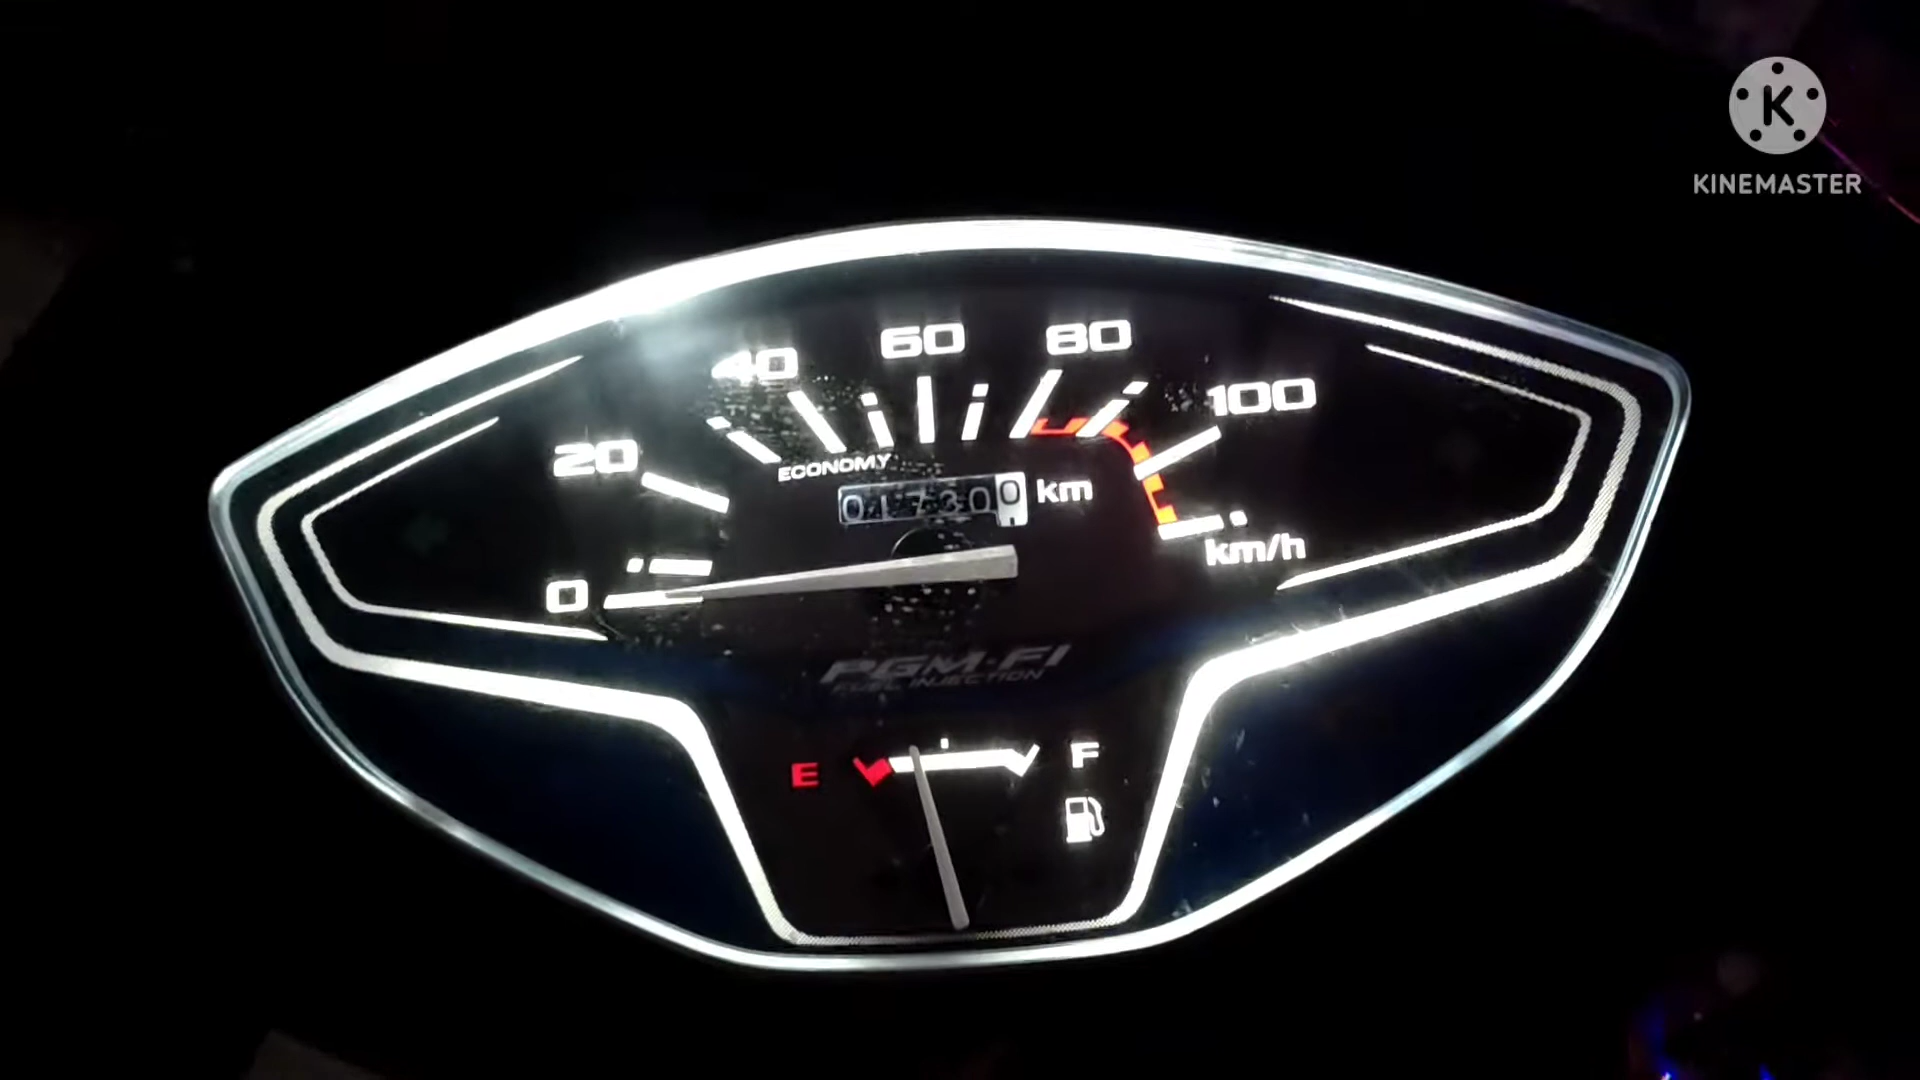 K
KINEMASTER
60
80
40
100
20
ECONOMY
km
km/h
0
PGM-FI
FUEL INJECTION
E
F